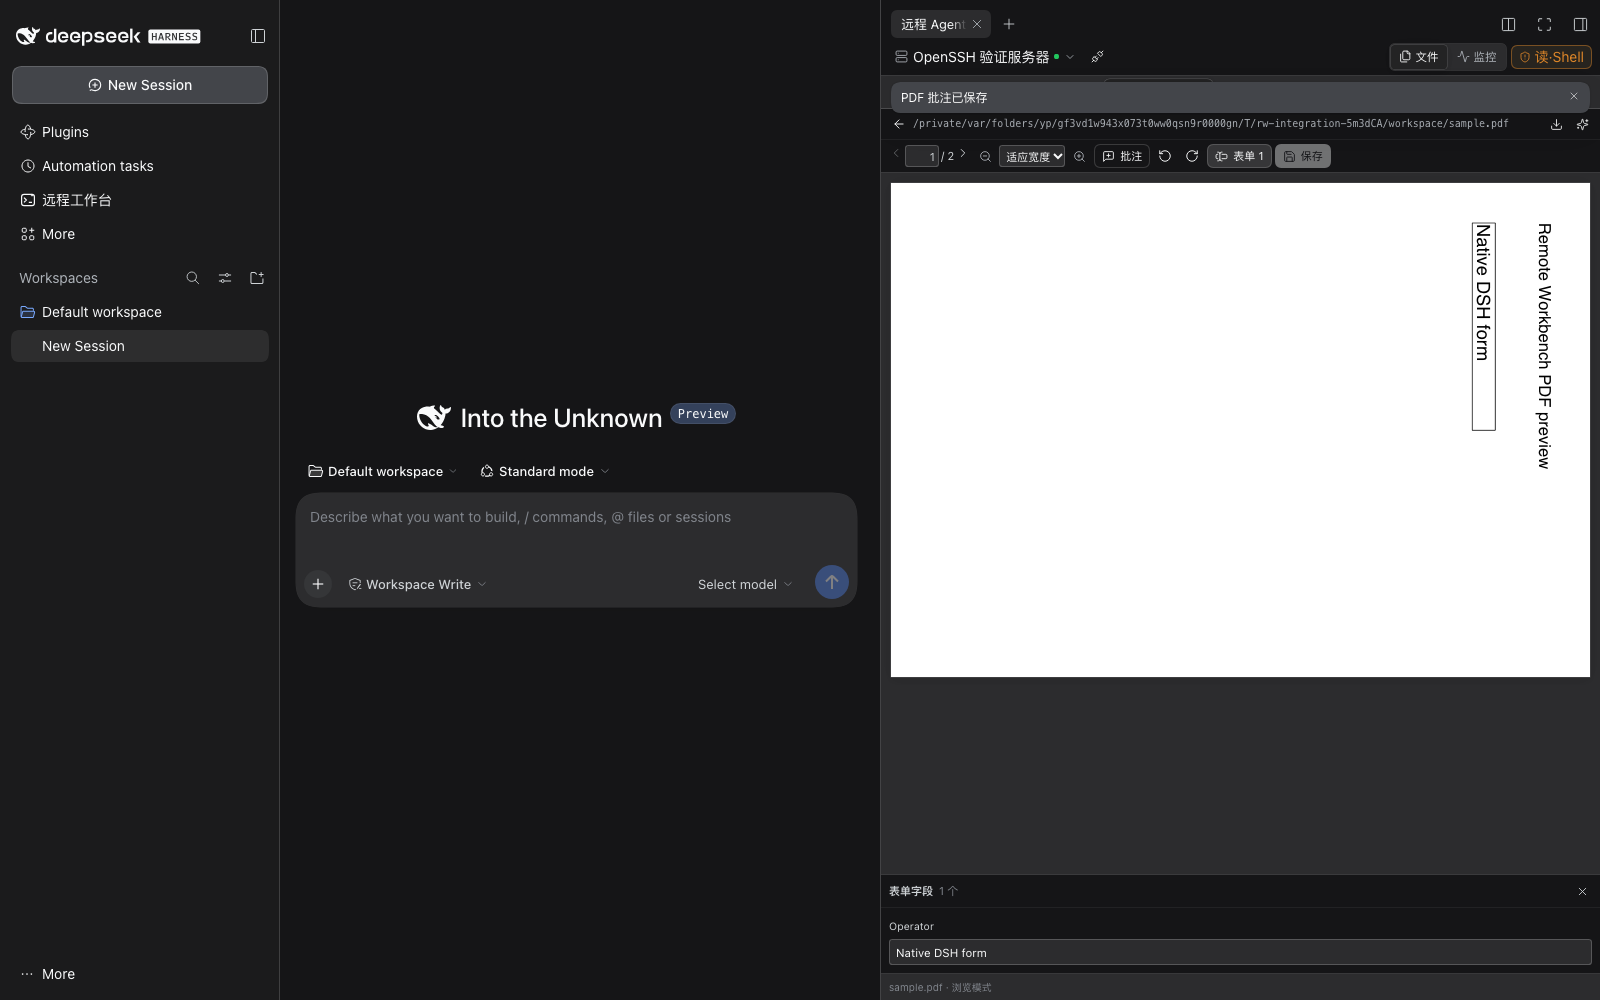 deepseek HARNESS
New Session
Plugins
Automation tasks
远程工作台
More
Workspaces
Default workspace
New Session
More
Into the Unknown Preview
Default workspace
Standard mode
Describe what you want to build, / commands, @ files or sessions
Workspace Write
Select model
远程 Agent
OpenSSH 验证服务器
文件
监控
读·Shell
PDF 批注已保存
/private/var/folders/yp/gf3vd1w943x073t0ww0qsn9r0000gn/T/rw-integration-5m3dCA/workspace/sample.pdf
1 / 2
适应宽度
批注
表单 1
保存
Remote Workbench PDF preview
Native DSH form
表单字段 1 个
Operator
Native DSH form
sample.pdf · 浏览模式